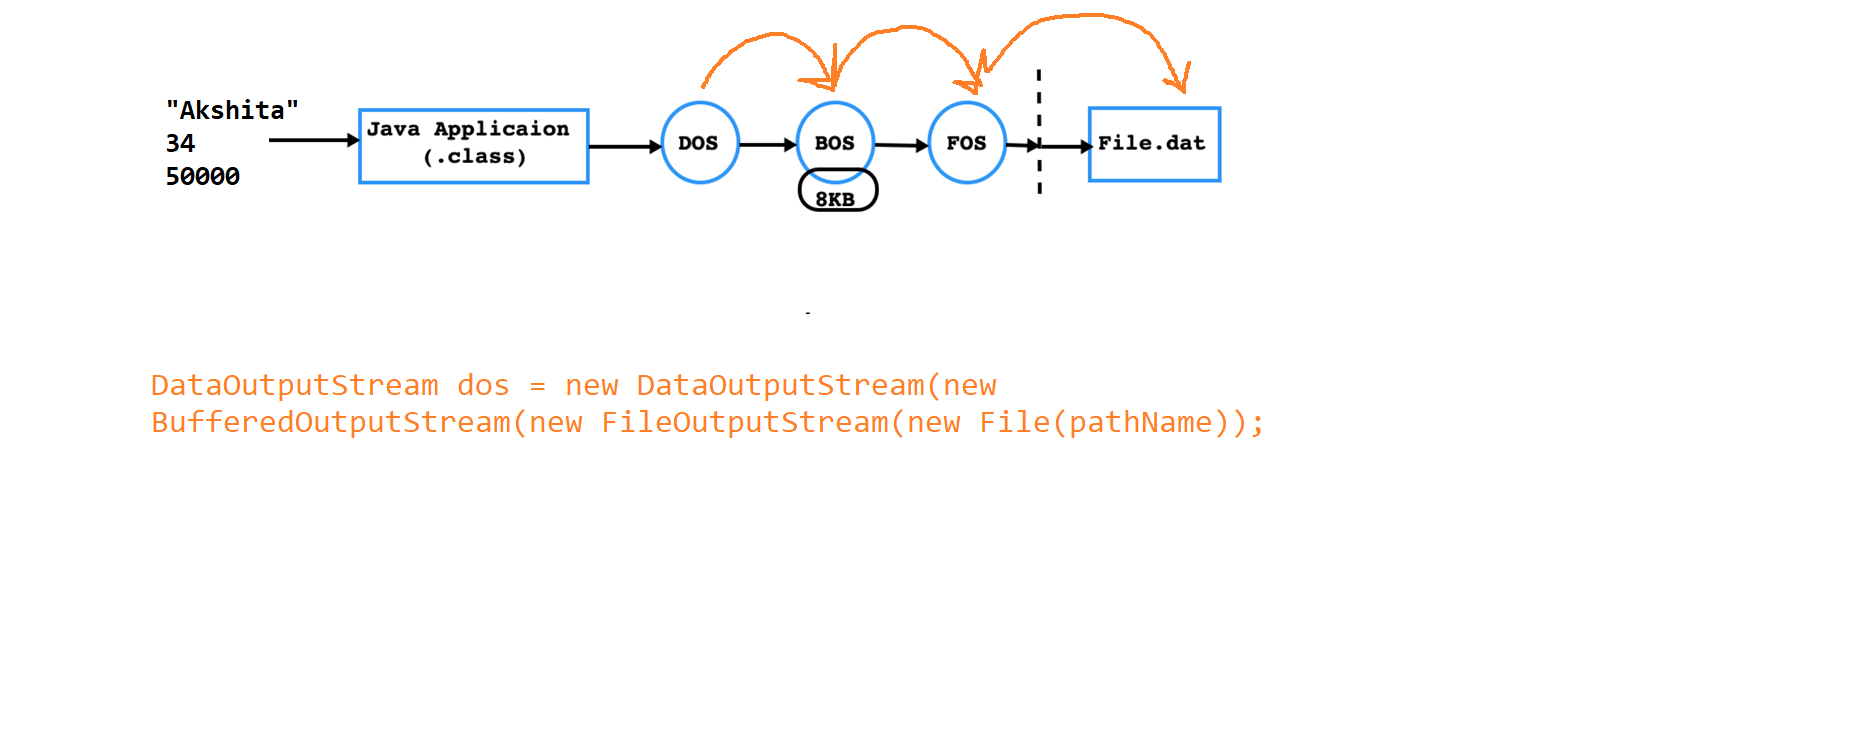 "Akshita"
34
50000
Java Applicaion
(.class)
DOS
BOS
8KB
FOS
File.dat
-
DataOutputStream dos = new DataOutputStream(new
BufferedOutputStream(new FileOutputStream(new File(pathName));